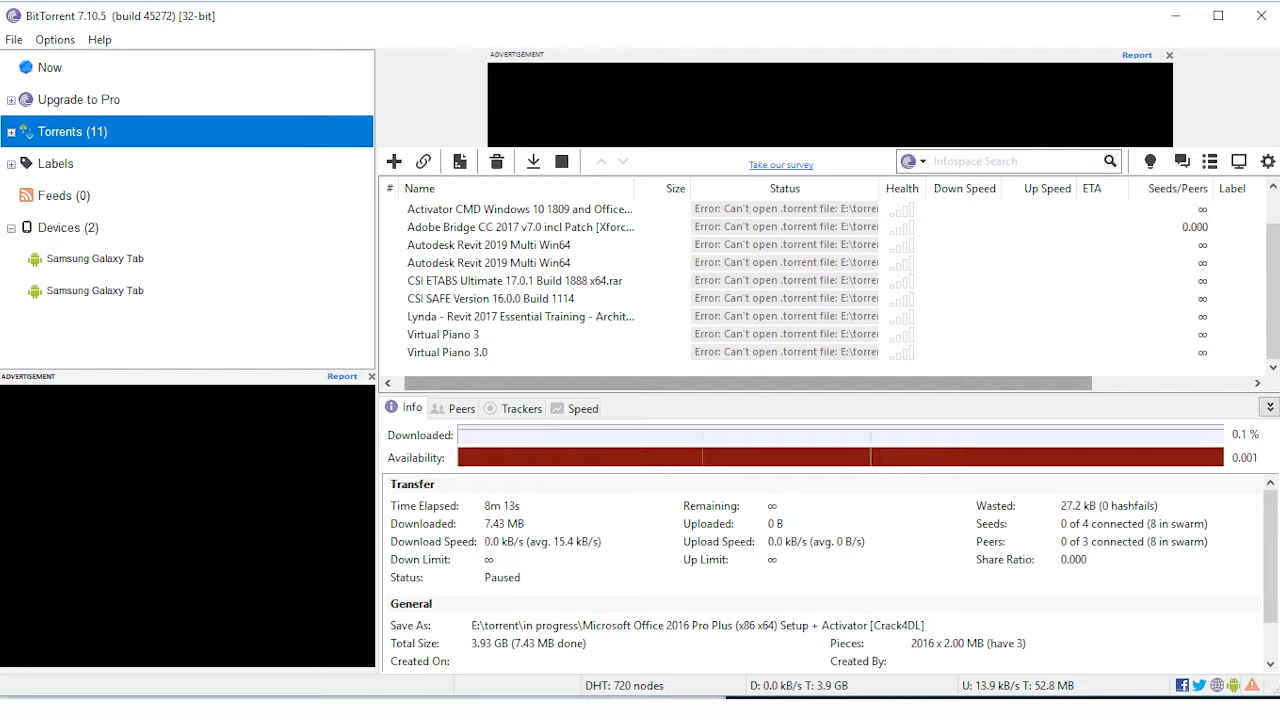 BitTorrent 7.10.5 (build 45272) [32-bit]
File Options Help
Now
Upgrade to Pro
Torrents (11)
Labels
Feeds (0)
Devices (2)
Samsung Galaxy Tab
Samsung Galaxy Tab
ADVERTISEMENT Report
ADVERTISEMENT Report
Take our survey
Infospace Search
# Name Size Status Health Down Speed Up Speed ETA Seeds/Peers Label
Activator CMD Windows 10 1809 and Office... Error: Can't open .torrent file: E:\torrer ∞
Adobe Bridge CC 2017 v7.0 incl Patch [Xforc... Error: Can't open .torrent file: E:\torrer 0.000
Autodesk Revit 2019 Multi Win64 Error: Can't open .torrent file: E:\torrer ∞
Autodesk Revit 2019 Multi Win64 Error: Can't open .torrent file: E:\torrer ∞
CSI ETABS Ultimate 17.0.1 Build 1888 x64.rar Error: Can't open .torrent file: E:\torrer ∞
CSI SAFE Version 16.0.0 Build 1114 Error: Can't open .torrent file: E:\torrer ∞
Lynda - Revit 2017 Essential Training - Archit... Error: Can't open .torrent file: E:\torrer ∞
Virtual Piano 3 Error: Can't open .torrent file: E:\torrer ∞
Virtual Piano 3.0 Error: Can't open .torrent file: E:\torrer ∞
Info Peers Trackers Speed
Downloaded: 0.1 %
Availability: 0.001
Transfer
Time Elapsed: 8m 13s Remaining: ∞ Wasted: 27.2 kB (0 hashfails)
Downloaded: 7.43 MB Uploaded: 0 B Seeds: 0 of 4 connected (8 in swarm)
Download Speed: 0.0 kB/s (avg. 15.4 kB/s) Upload Speed: 0.0 kB/s (avg. 0 B/s) Peers: 0 of 3 connected (8 in swarm)
Down Limit: ∞ Up Limit: ∞ Share Ratio: 0.000
Status: Paused
General
Save As: E:\torrent\in progress\Microsoft Office 2016 Pro Plus (x86 x64) Setup + Activator [Crack4DL]
Total Size: 3.93 GB (7.43 MB done) Pieces: 2016 x 2.00 MB (have 3)
Created On: Created By:
DHT: 720 nodes D: 0.0 kB/s T: 3.9 GB U: 13.9 kB/s T: 52.8 MB